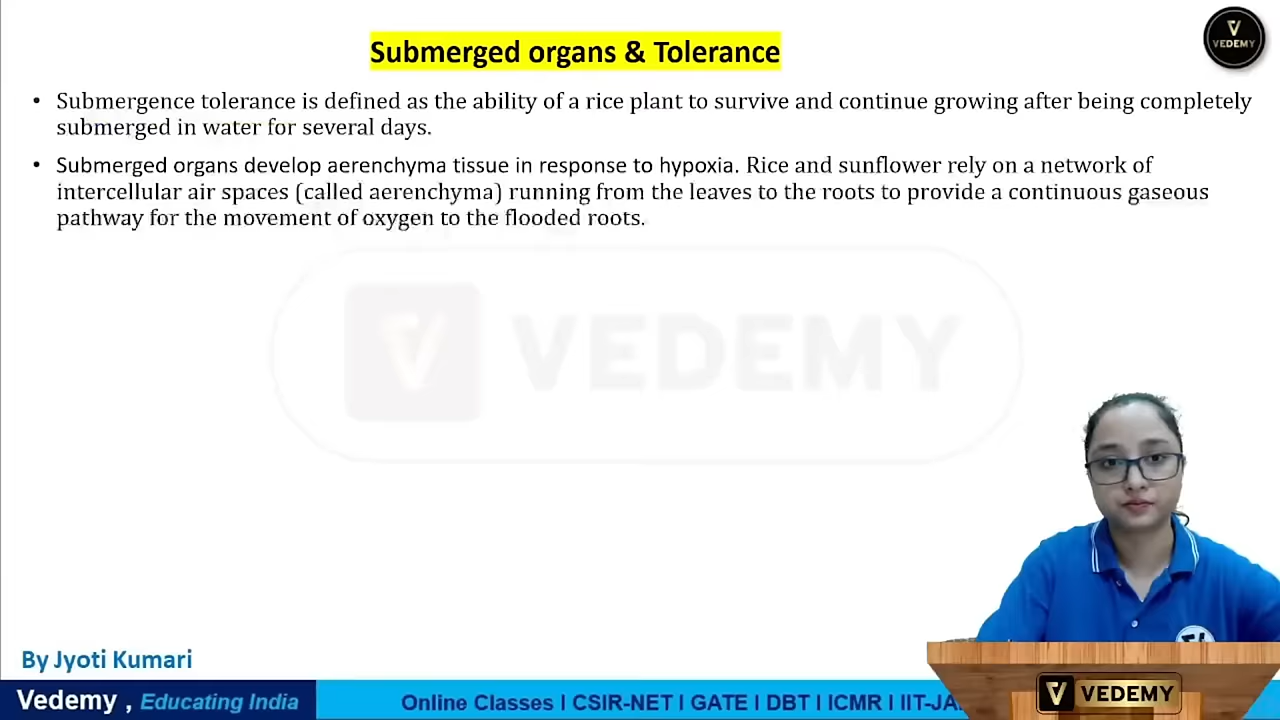 Submerged organs & Tolerance
VEDEMY
• Submergence tolerance is defined as the ability of a rice plant to survive and continue growing after being completely
submerged in water for several days.
• Submerged organs develop aerenchyma tissue in response to hypoxia. Rice and sunflower rely on a network of
intercellular air spaces (called aerenchyma) running from the leaves to the roots to provide a continuous gaseous
pathway for the movement of oxygen to the flooded roots.
VEDEMY
By Jyoti Kumari
Vedemy , Educating India
Online Classes I CSIR-NET I GATE I DBT I ICMR I IIT-JA
VEDEMY